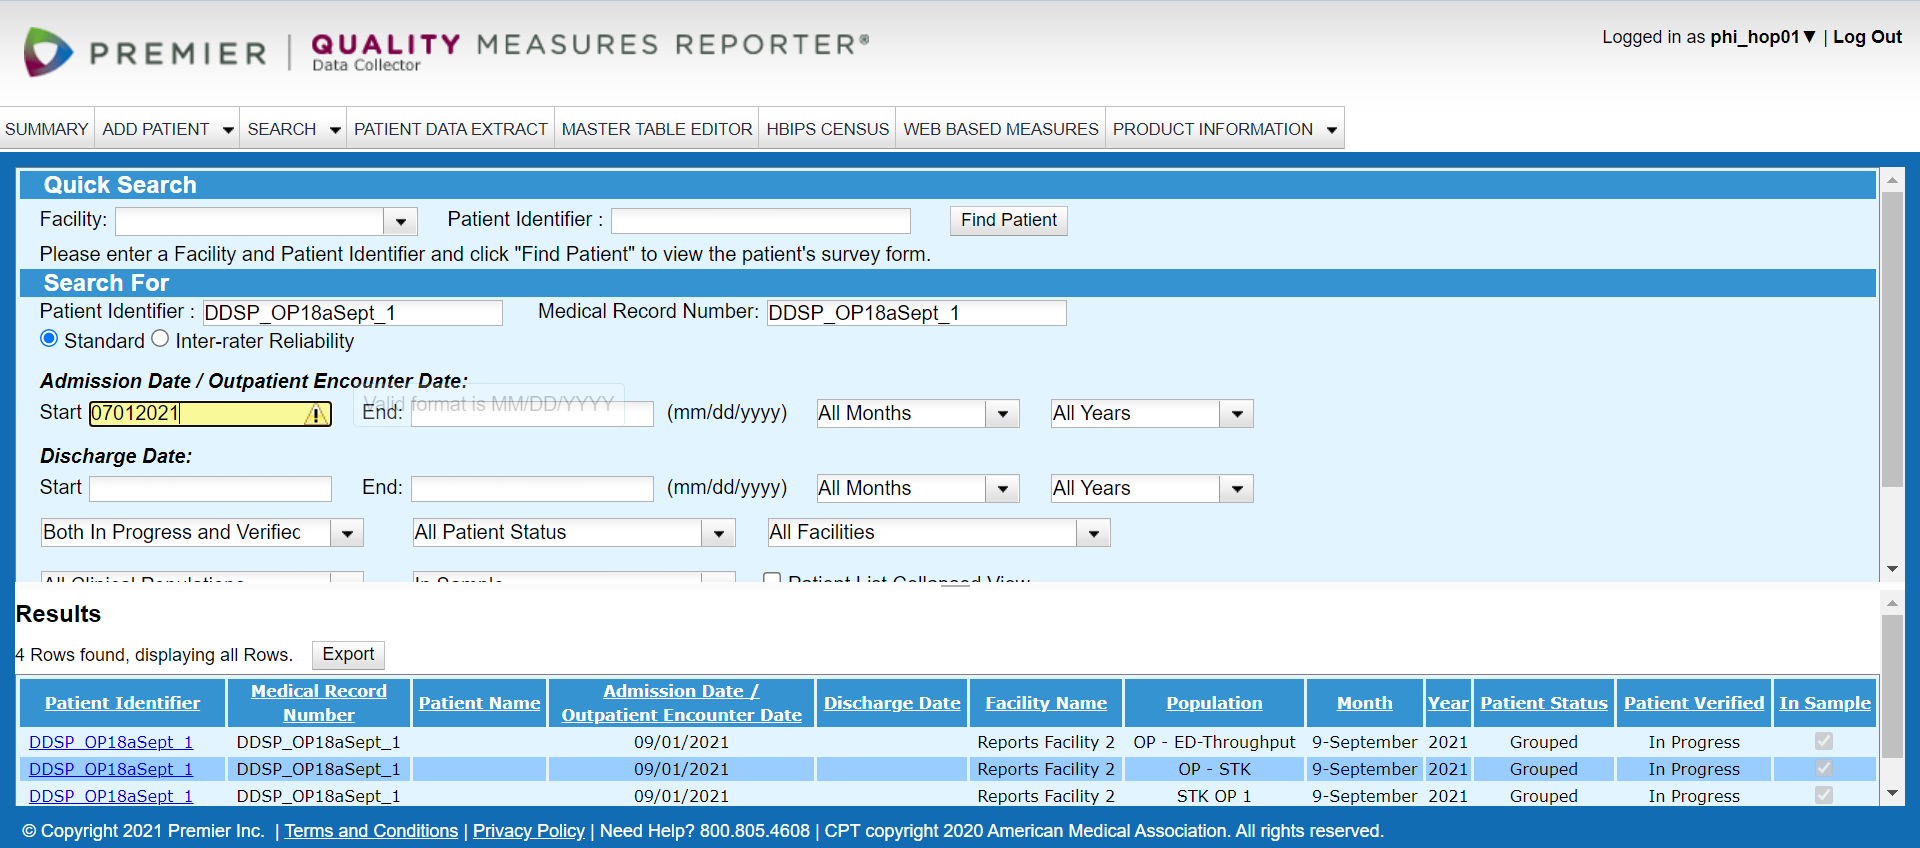 PREMIER | QUALITY MEASURES REPORTER®
Data Collector
Logged in as phi_hop01▼ | Log Out
SUMMARY ADD PATIENT SEARCH PATIENT DATA EXTRACT MASTER TABLE EDITOR HBIPS CENSUS WEB BASED MEASURES PRODUCT INFORMATION
Quick Search
Facility: Patient Identifier : Find Patient
Please enter a Facility and Patient Identifier and click "Find Patient" to view the patient's survey form.
Search For
Patient Identifier : DDSP_OP18aSept_1 Medical Record Number: DDSP_OP18aSept_1
Standard Inter-rater Reliability
Admission Date / Outpatient Encounter Date:
Valid format is MM/DD/YYYY
Start 07012021 End: (mm/dd/yyyy) All Months All Years
Discharge Date:
Start End: (mm/dd/yyyy) All Months All Years
Both In Progress and Verified All Patient Status All Facilities
All Clinical Populations In Sample Patient List Collapsed View
Results
4 Rows found, displaying all Rows. Export
Patient Identifier Medical Record Number Patient Name Admission Date / Outpatient Encounter Date Discharge Date Facility Name Population Month Year Patient Status Patient Verified In Sample
DDSP_OP18aSept_1 DDSP_OP18aSept_1 09/01/2021 Reports Facility 2 OP - ED-Throughput 9-September 2021 Grouped In Progress
DDSP_OP18aSept_1 DDSP_OP18aSept_1 09/01/2021 Reports Facility 2 OP - STK 9-September 2021 Grouped In Progress
DDSP_OP18aSept_1 DDSP_OP18aSept_1 09/01/2021 Reports Facility 2 STK OP 1 9-September 2021 Grouped In Progress
© Copyright 2021 Premier Inc. | Terms and Conditions | Privacy Policy | Need Help? 800.805.4608 | CPT copyright 2020 American Medical Association. All rights reserved.